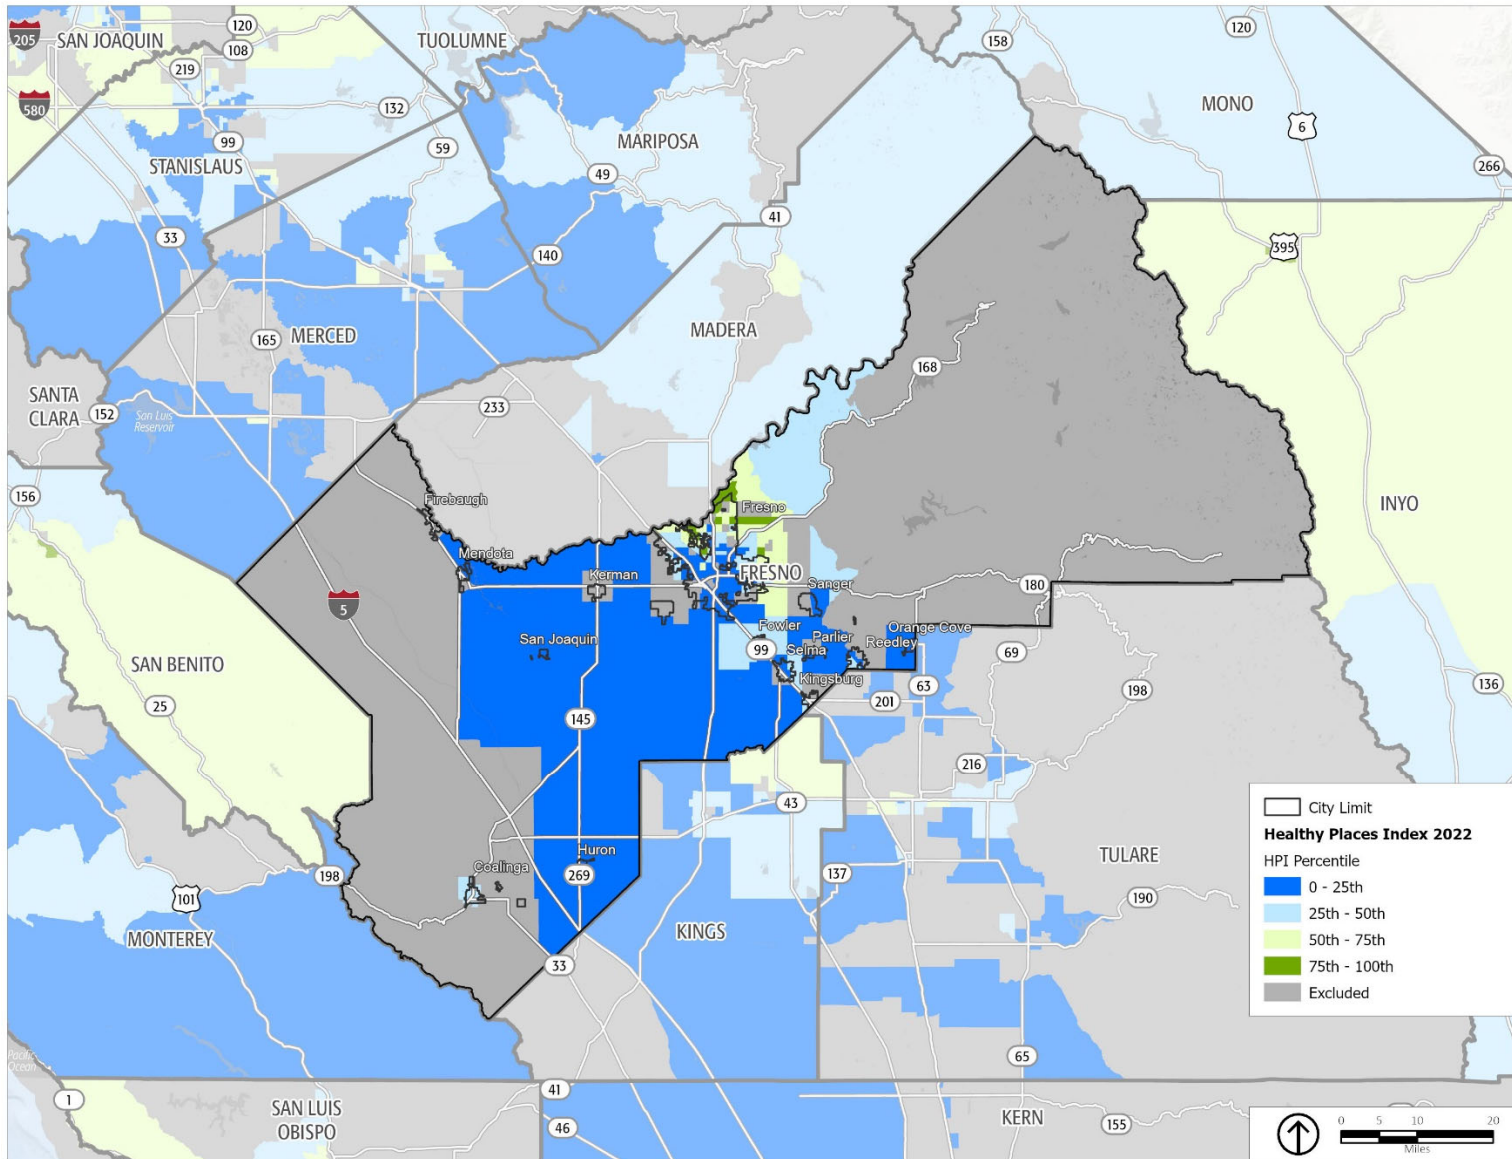 205
SAN JOAQUIN
120
108
TUOLUMNE
158
120
219
580
132
MONO
6
99
59
MARIPOSA
STANISLAUS
49
266
41
33
140
395
MADERA
165
MERCED
168
SANTA
CLARA
152
San Luis
Reservoir
233
156
INYO
Firebaugh
Fresno
Mendota
Kerman
FRESNO
Sanger
180
5
Fowler
Orange Cove
San Joaquin
Parlier
Reedley
99
Selma
69
SAN BENITO
Kingsburg
63
198
136
25
201
145
216
43
City Limit
Healthy Places Index 2022
HPI Percentile
0 - 25th
25th - 50th
50th - 75th
75th - 100th
Excluded
Huron
TULARE
Coalinga
198
269
137
101
190
MONTEREY
KINGS
33
Pacific
Ocean
65
41
1
SAN LUIS
OBISPO
KERN
46
155
0 5 10 20
Miles